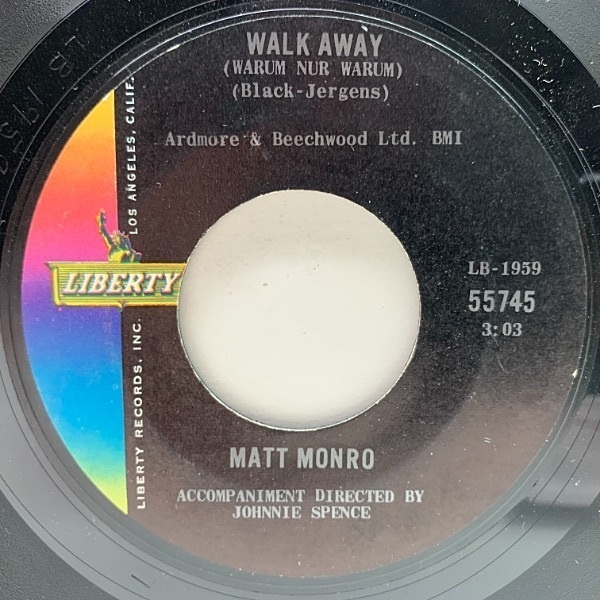 WALK AWAY
(WARUM NUR WARUM)
(Black-Jergens)
Ardmore & Beechwood Ltd. BMI
LIBERTY
LIBERTY RECORDS, INC. LOS ANGELES, CALIF.
LB-1959
55745
3:03
MATT MONRO
ACCOMPANIMENT DIRECTED BY
JOHNNIE SPENCE